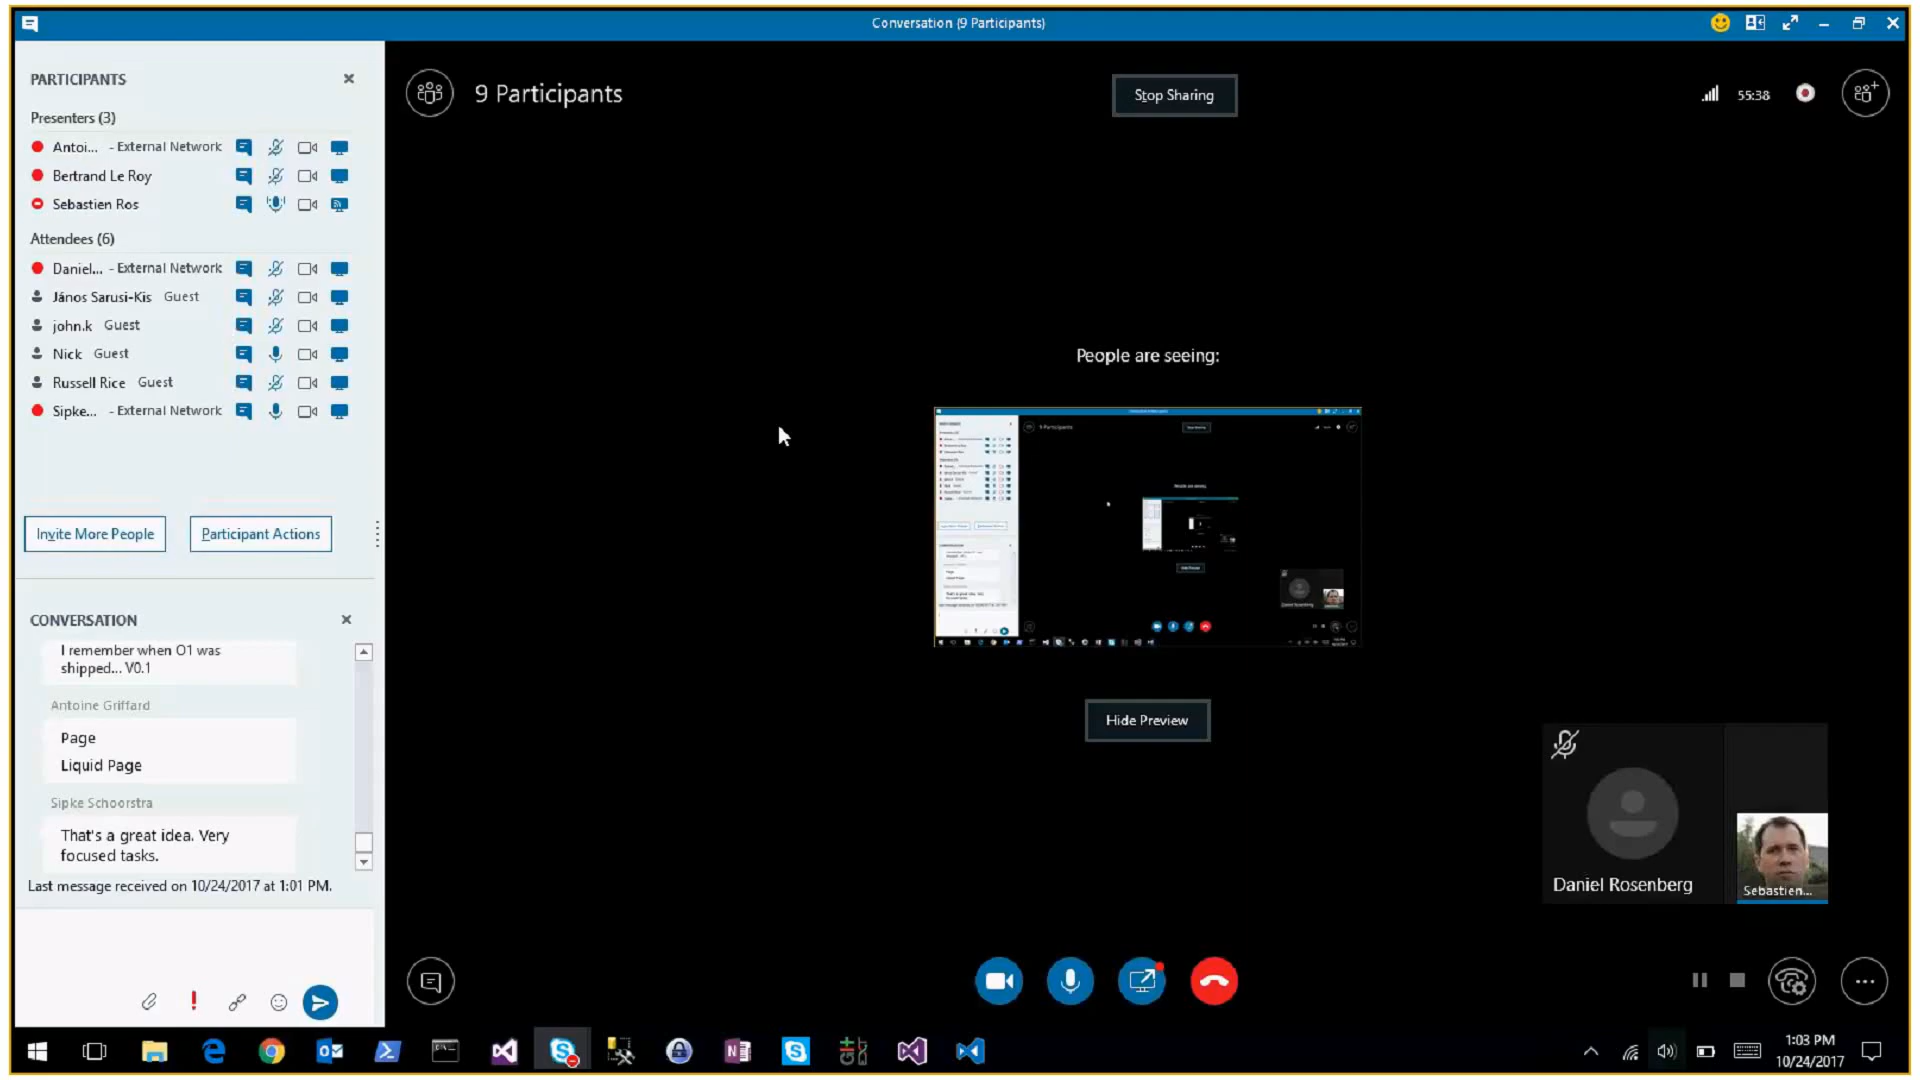 Conversation (9 Participants)
PARTICIPANTS
Presenters (3)
Antoi... - External Network
Bertrand Le Roy
Sebastien Ros
Attendees (6)
Daniel... - External Network
János Sarusi-Kis Guest
john.k Guest
Nick Guest
Russell Rice Guest
Sipke... - External Network
Invite More People
Participant Actions
CONVERSATION
I remember when O1 was
shipped... V0.1
Antoine Griffard
Page
Liquid Page
Sipke Schoorstra
That's a great idea. Very
focused tasks.
Last message received on 10/24/2017 at 1:01 PM.
9 Participants
Stop Sharing
55:38
People are seeing:
Hide Preview
Daniel Rosenberg
Sebastien...
1:03 PM
10/24/2017